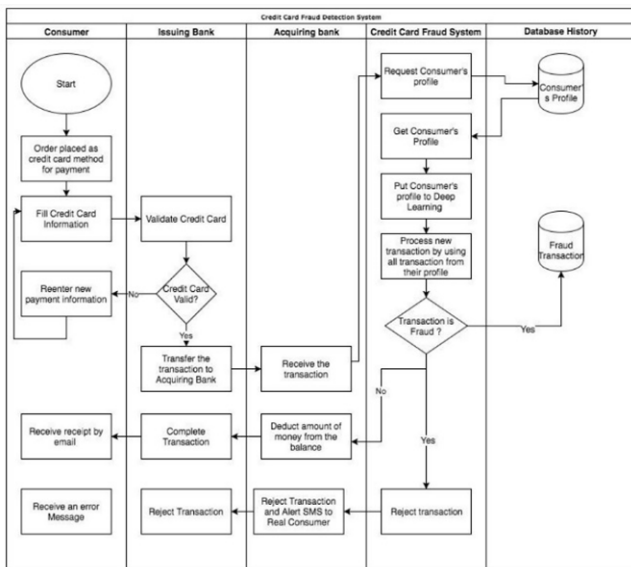 Credit Card Fraud Detection System
Consumer
Issuing Bank
Acquiring bank
Credit Card Fraud System
Database History
Start
Request Consumer's
profile
Consumer'
s Profile
Order placed as
credit card method
for payment
Get Consumer's
Profile
Fill Credit Card
Information
Validate Credit Card
Put Consumer's
profile to Deep
Learning
Process new
transaction by using
all transaction from
their profile
Fraud
Transaction
Reenter new
payment information
No
Credit Card
Valid?
Yes
Transaction is
Fraud ?
Yes
Transfer the
transaction to
Acquiring Bank
Receive the
transaction
No
Yes
Receive receipt by
email
Complete
Transaction
Deduct amount of
money from the
balance
Receive an error
Message
Reject Transaction
Reject Transaction
and Alert SMS to
Real Consumer
Reject transaction